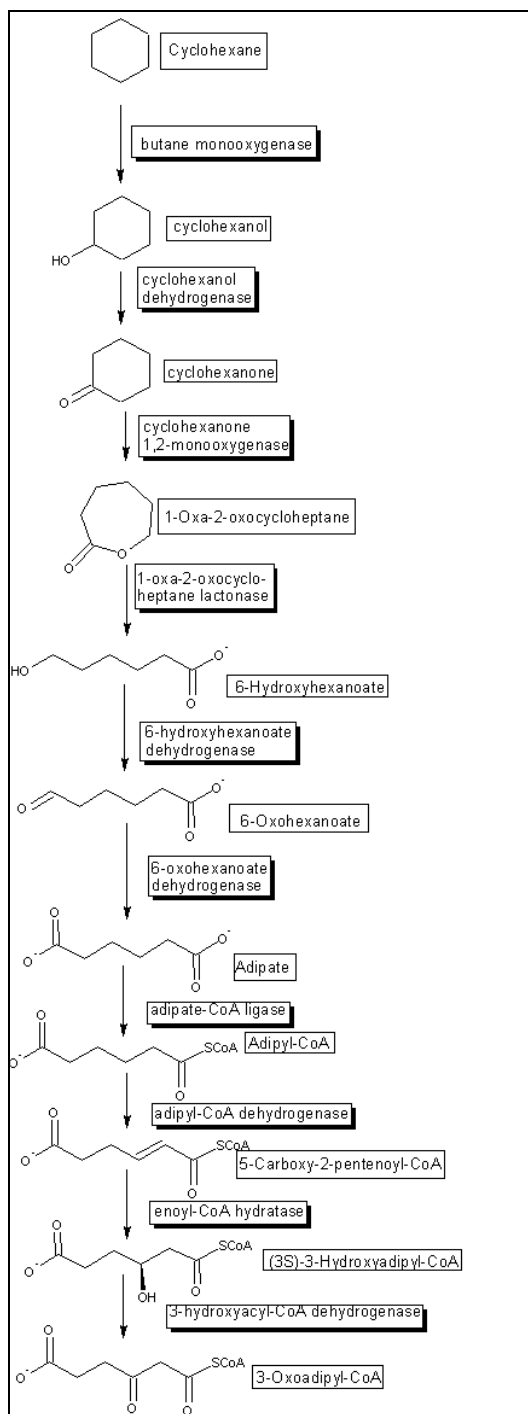 Cyclohexane
butane monooxygenase
cyclohexanol
HO
cyclohexanol
dehydrogenase
cyclohexanone
O
cyclohexanone
1,2-monooxygenase
1-Oxa-2-oxocycloheptane
O
O
1-oxa-2-oxocyclo-
heptane lactonase
HO
O-
O
6-Hydroxyhexanoate
6-hydroxyhexanoate
dehydrogenase
O
O-
O
6-Oxohexanoate
6-oxohexanoate
dehydrogenase
O
O-
O-
O
Adipate
adipate-CoA ligase
O
SCoA
Adipyl-CoA
O-
O
adipyl-CoA dehydrogenase
O
SCoA
O-
O
5-Carboxy-2-pentenoyl-CoA
enoyl-CoA hydratase
O
SCoA
(3S)-3-Hydroxyadipyl-CoA
O-
OH
O
3-hydroxyacyl-CoA dehydrogenase
O
SCoA
O-
O
O
3-Oxoadipyl-CoA